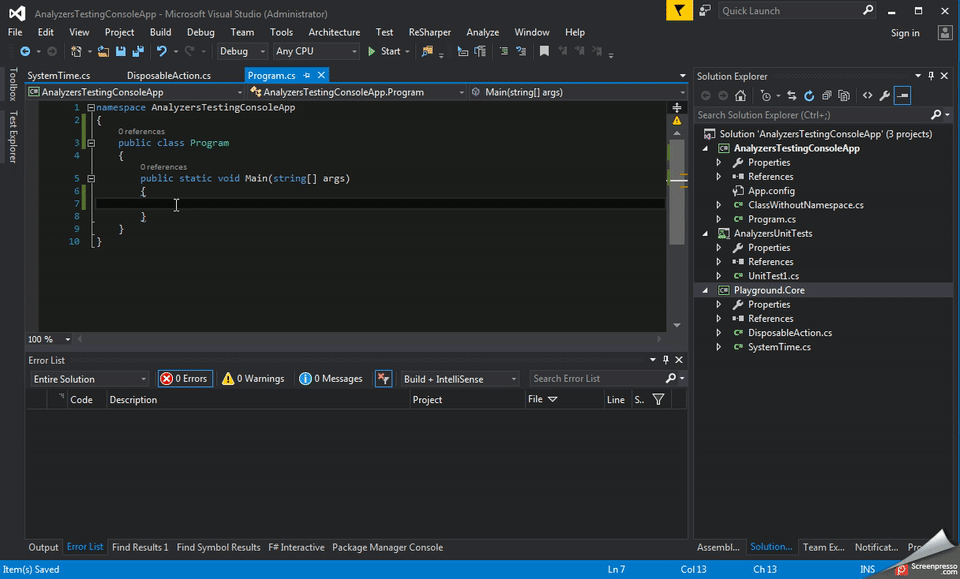 AnalyzersTestingConsoleApp - Microsoft Visual Studio (Administrator)
Quick Launch
File Edit View Project Build Debug Team Tools Architecture Test ReSharper Analyze Window Help
Sign in
Debug Any CPU Start
Toolbox
Test Explorer
SystemTime.cs DisposableAction.cs Program.cs
AnalyzersTestingConsoleApp AnalyzersTestingConsoleApp.Program Main(string[] args)
1 namespace AnalyzersTestingConsoleApp
2 {
0 references
3 public class Program
4 {
0 references
5 public static void Main(string[] args)
6 {
7
8 }
9 }
10 }
100 %
Error List
Entire Solution 0 Errors 0 Warnings 0 Messages Build + IntelliSense Search Error List
Code Description Project File Line S..
Output Error List Find Results 1 Find Symbol Results F# Interactive Package Manager Console
Solution Explorer
Search Solution Explorer (Ctrl+;)
Solution 'AnalyzersTestingConsoleApp' (3 projects)
C# AnalyzersTestingConsoleApp
Properties
References
App.config
C# ClassWithoutNamespace.cs
C# Program.cs
AnalyzersUnitTests
Properties
References
C# UnitTest1.cs
C# Playground.Core
Properties
References
C# DisposableAction.cs
C# SystemTime.cs
Assembl... Solution... Team Ex... Notificat...
Item(s) Saved Ln 7 Col 13 Ch 13 INS
Screenpresso
.com